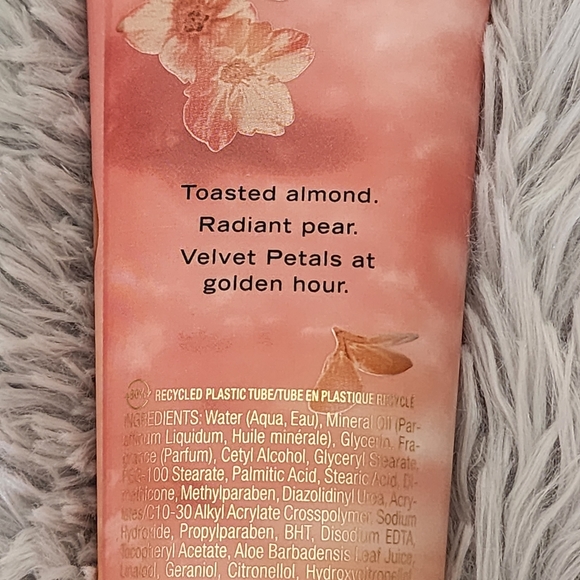 Toasted almond.
Radiant pear.
Velvet Petals at
golden hour.
30% RECYCLED PLASTIC TUBE/TUBE EN PLASTIQUE RECYCLÉ
INGREDIENTS: Water (Aqua, Eau), Mineral Oil (Par-
affinum Liquidum, Huile minérale), Glycerin, Fra-
grance (Parfum), Cetyl Alcohol, Glyceryl Stearate,
PEG-100 Stearate, Palmitic Acid, Stearic Acid, Di-
methicone, Methylparaben, Diazolidinyl Urea, Acry-
lates/C10-30 Alkyl Acrylate Crosspolymer, Sodium
Hydroxide, Propylparaben, BHT, Disodium EDTA,
Tocopheryl Acetate, Aloe Barbadensis Leaf Juice,
Linalool, Geraniol, Citronellol, Hydroxycitronellal,